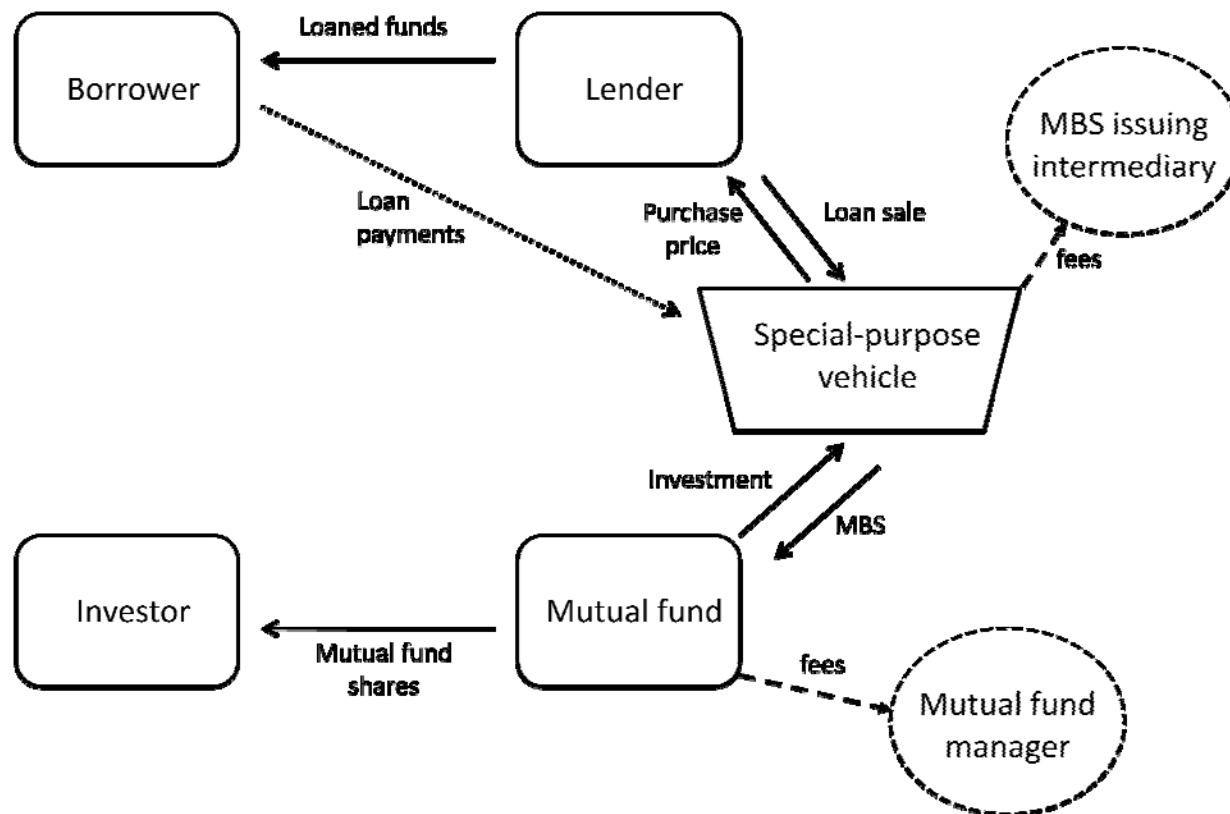 Loaned funds
Borrower
Lender
MBS issuing
intermediary
Loan
payments
Purchase
price
Loan sale
fees
Special-purpose
vehicle
Investment
MBS
Investor
Mutual fund
Mutual fund
shares
fees
Mutual fund
manager